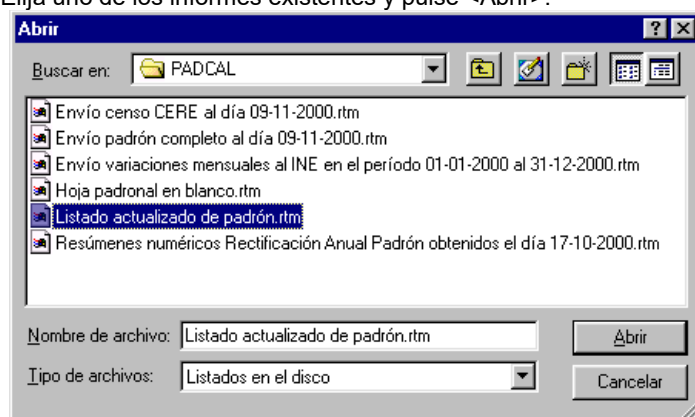 Elija uno de los informes existentes y pulse <Abrir>.
Abrir
Buscar en: PADCAL
Envío censo CERE al día 09-11-2000.rtm
Envío padrón completo al día 09-11-2000.rtm
Envío variaciones mensuales al INE en el período 01-01-2000 al 31-12-2000.rtm
Hoja padronal en blanco.rtm
Listado actualizado de padrón.rtm
Resúmenes numéricos Rectificación Anual Padrón obtenidos el día 17-10-2000.rtm
Nombre de archivo: Listado actualizado de padrón.rtm Abrir
Tipo de archivos: Listados en el disco Cancelar